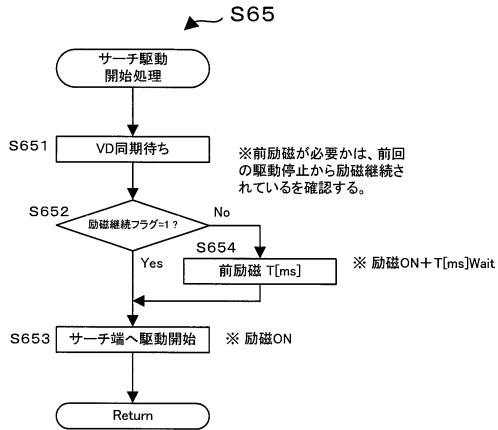 S65
サーチ駆動
開始処理
S651
VD同期待ち
※前励磁が必要かは、前回
の駆動停止から励磁継続さ
れているを確認する。
S652
励磁継続フラグ=1？
No
Yes
S654
前励磁 T[ms]
※ 励磁ON＋T[ms]Wait
S653
サーチ端へ駆動開始
※ 励磁ON
Return